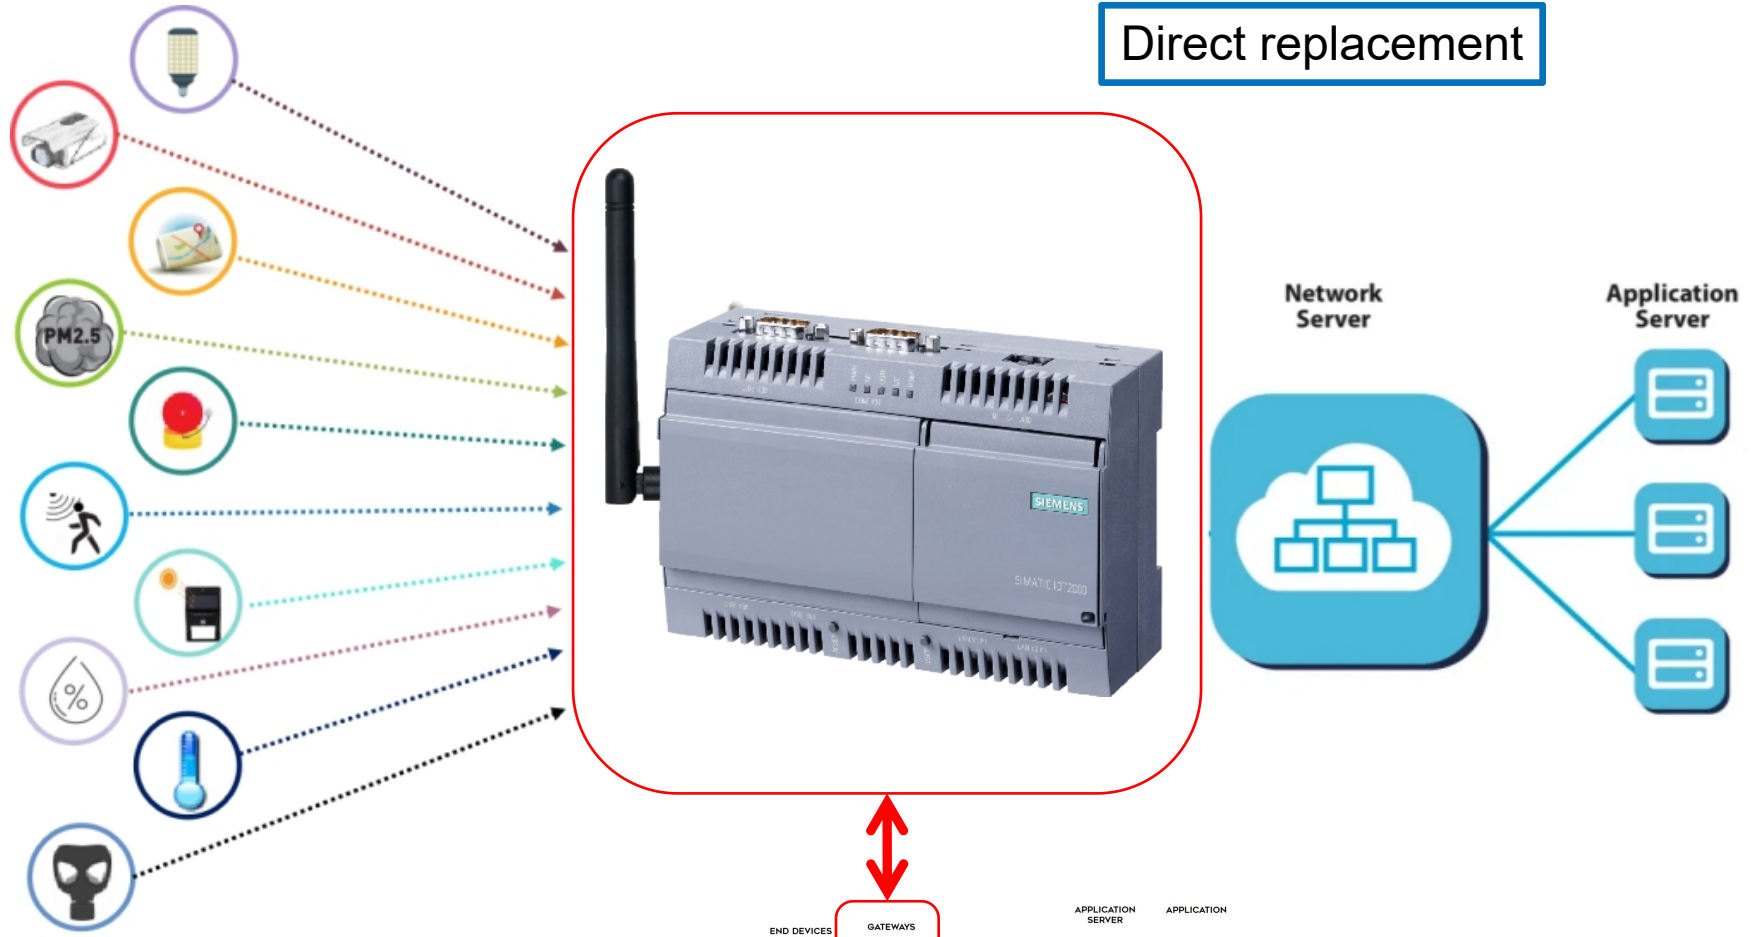 Direct replacement
Network
Server
Application
Server
PM2.5
SIEMENS
SIMATIC IOT2000
%
APPLICATION
SERVER
APPLICATION
GATEWAYS
END DEVICES